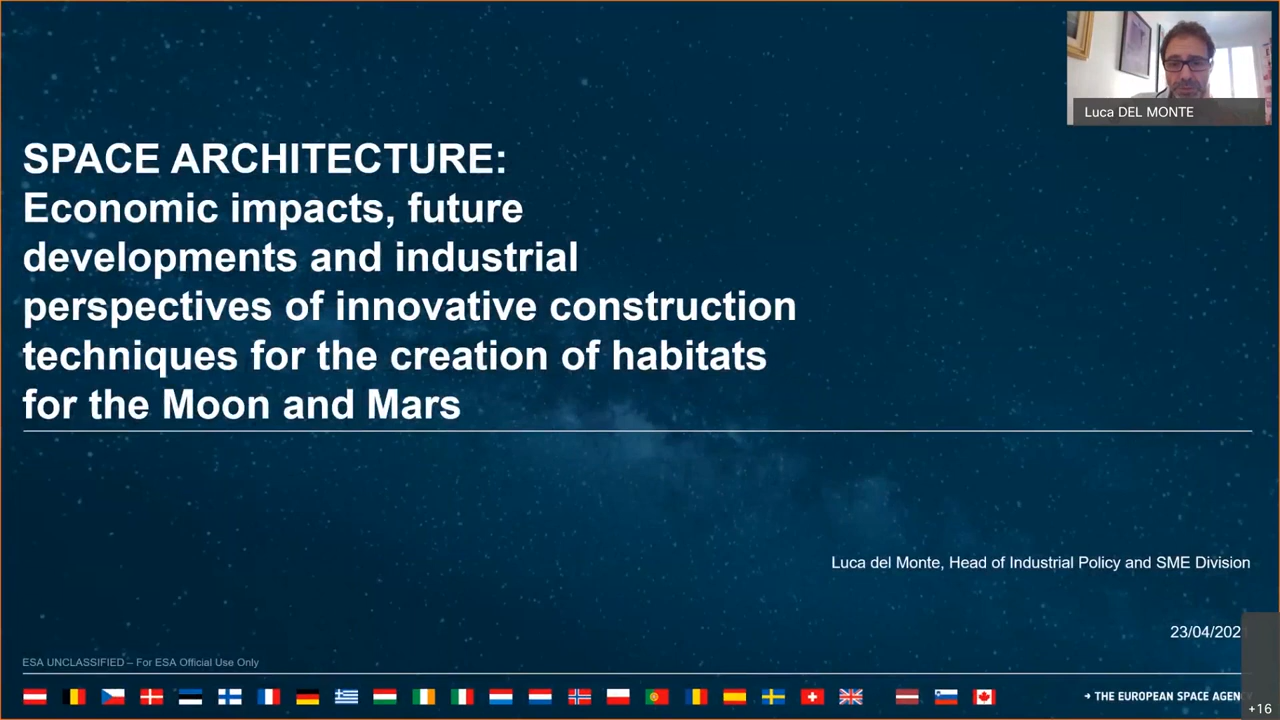 Luca DEL MONTE
SPACE ARCHITECTURE:
Economic impacts, future
developments and industrial
perspectives of innovative construction
techniques for the creation of habitats
for the Moon and Mars
Luca del Monte, Head of Industrial Policy and SME Division
23/04/202
ESA UNCLASSIFIED – For ESA Official Use Only
→ THE EUROPEAN SPACE AGENCY
+16